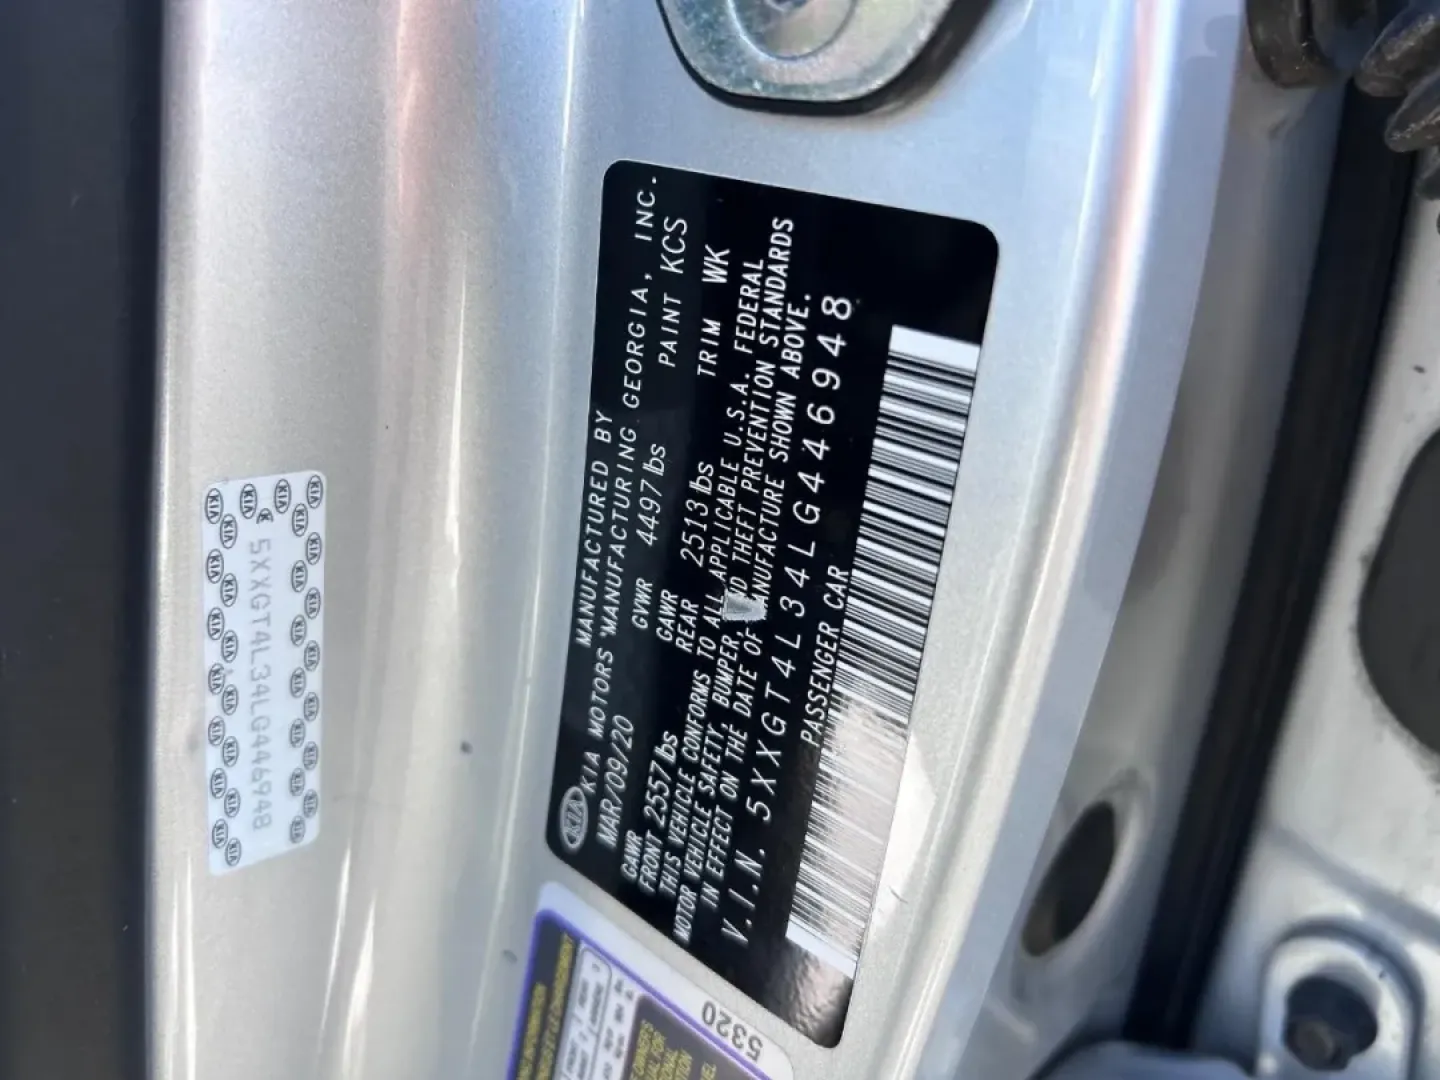 KIA
MANUFACTURED BY
KIA MOTORS MANUFACTURING GEORGIA, INC.
MAR/09/20 GVWR 4497 lbs PAINT KCS
GAWR FRONT 2557 lbs GAWR REAR 2513 lbs TRIM WK
THIS VEHICLE CONFORMS TO ALL APPLICABLE U.S.A. FEDERAL
MOTOR VEHICLE SAFETY, BUMPER, THEFT PREVENTION STANDARDS
IN EFFECT ON THE DATE OF MANUFACTURE SHOWN ABOVE.
V.I.N. 5XXGT4L34LG446948
PASSENGER CAR
5XXGT4L34LG446948
5320